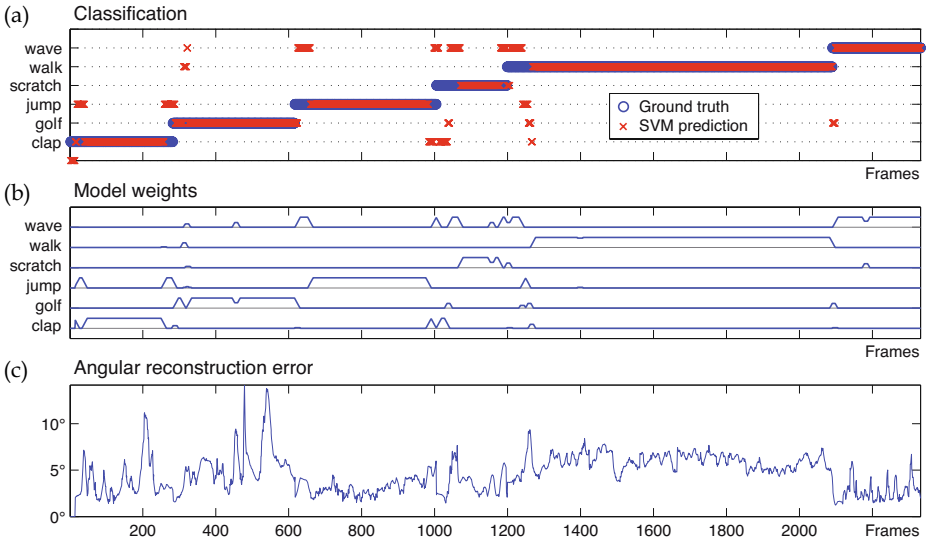 (a)
Classification
wave
walk
scratch
jump
golf
clap
Ground truth
SVM prediction
Frames
(b)
Model weights
wave
walk
scratch
jump
golf
clap
Frames
(c)
Angular reconstruction error
10°
5°
0°
200 400 600 800 1000 1200 1400 1600 1800 2000 Frames